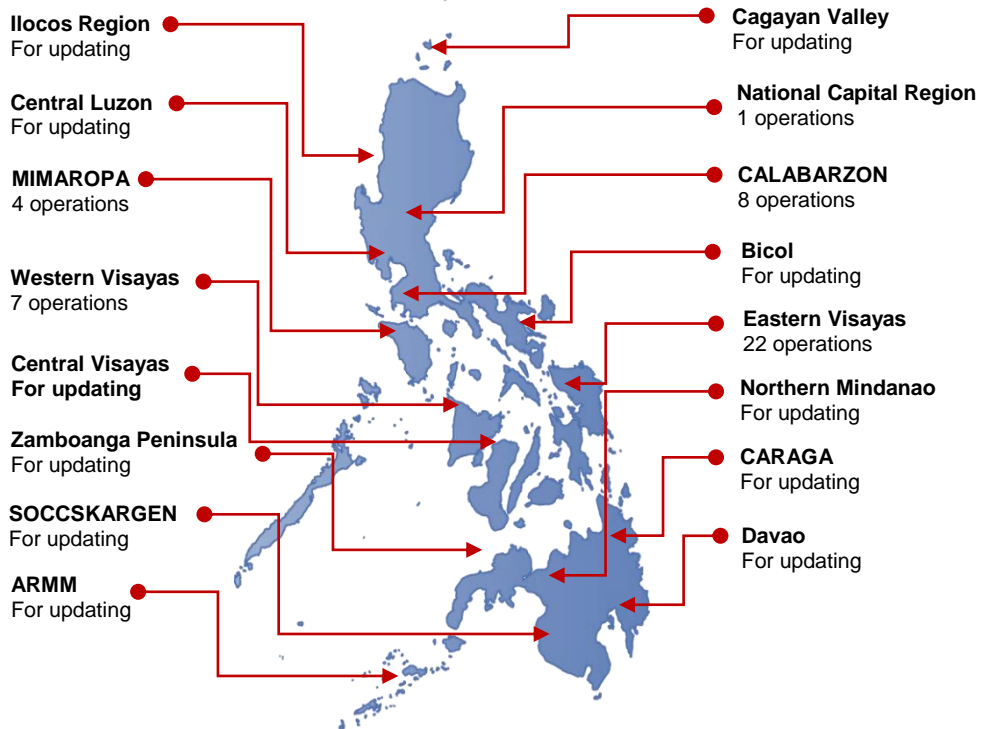 Ilocos Region
For updating
Central Luzon
For updating
MIMAROPA
4 operations
Western Visayas
7 operations
Central Visayas
For updating
Zamboanga Peninsula
For updating
SOCCSKARGEN
For updating
ARMM
For updating
Cagayan Valley
For updating
National Capital Region
1 operations
CALABARZON
8 operations
Bicol
For updating
Eastern Visayas
22 operations
Northern Mindanao
For updating
CARAGA
For updating
Davao
For updating